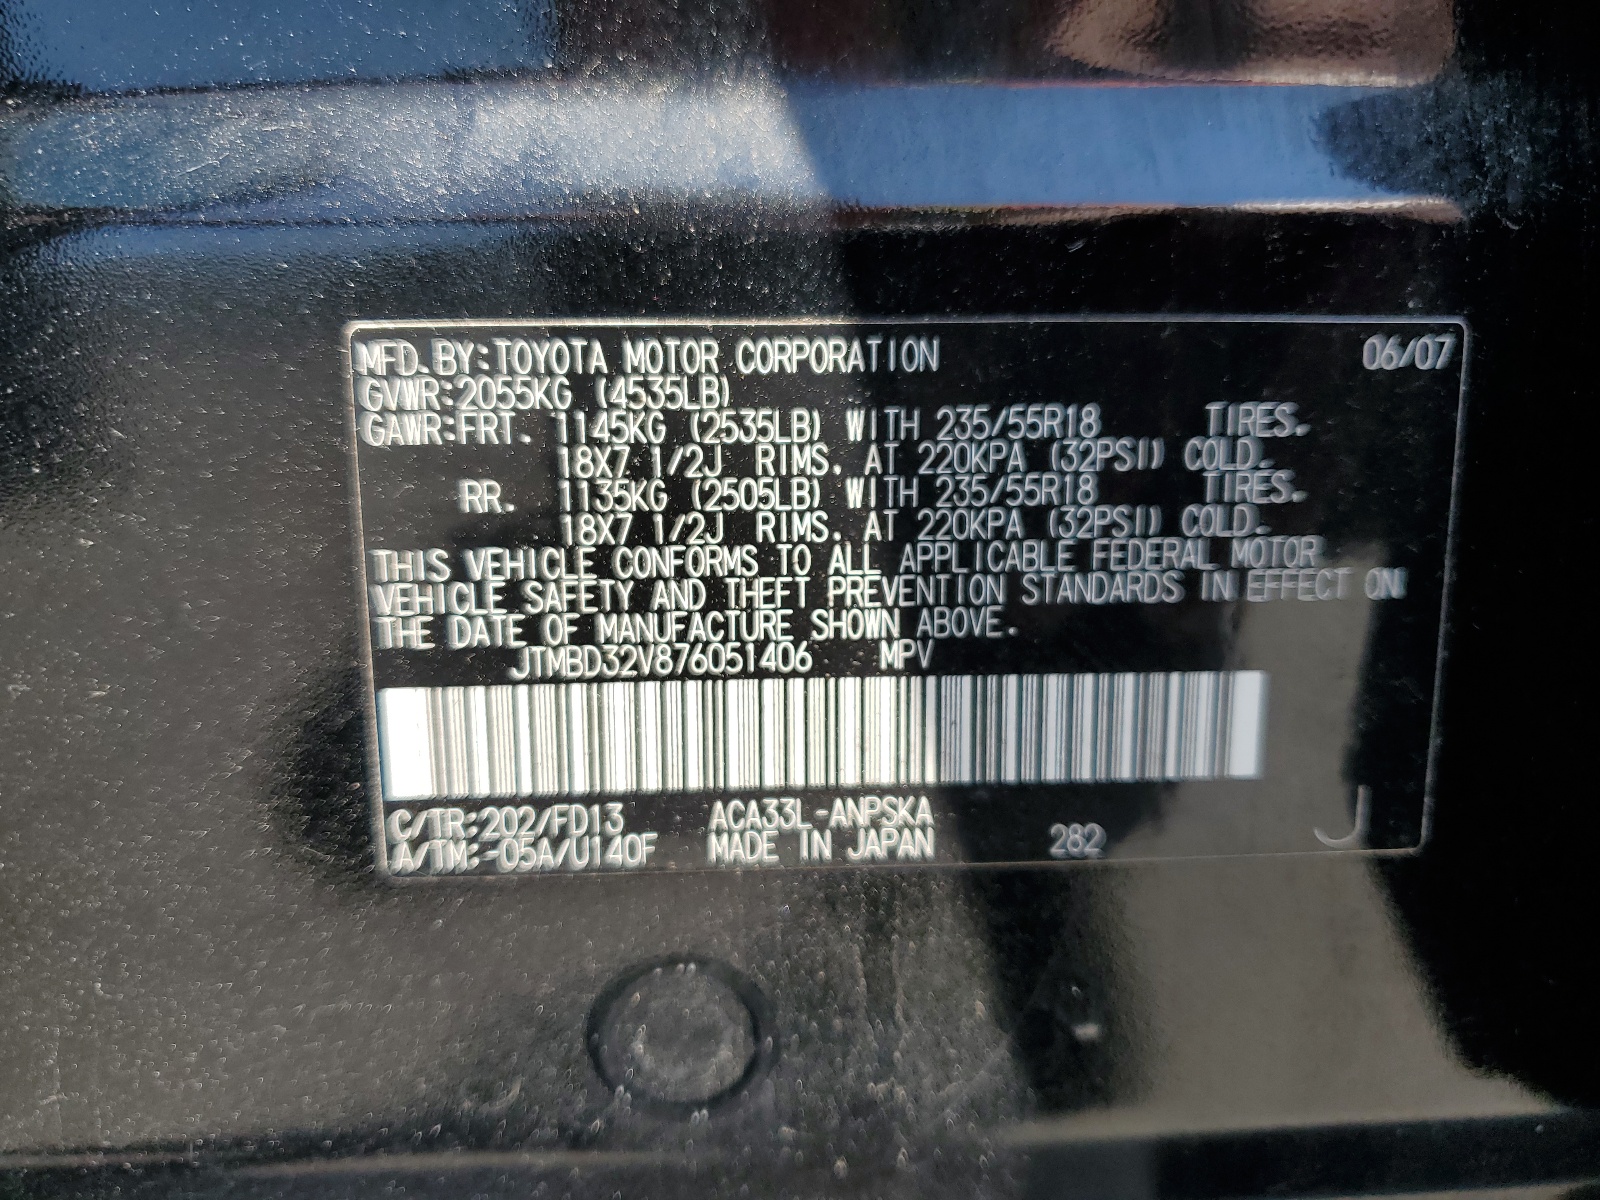 MFD. BY:TOYOTA MOTOR CORPORATION 06/07
GVWR:2055KG (4535LB)
GAWR:FRT. 1145KG (2535LB) WITH 235/55R18 TIRES.
18X7 1/2J RIMS. AT 220KPA (32PSI) COLD.
RR. 1135KG (2505LB) WITH 235/55R18 TIRES.
18X7 1/2J RIMS. AT 220KPA (32PSI) COLD.
THIS VEHICLE CONFORMS TO ALL APPLICABLE FEDERAL MOTOR
VEHICLE SAFETY AND THEFT PREVENTION STANDARDS IN EFFECT ON
THE DATE OF MANUFACTURE SHOWN ABOVE.
JTMBD32V876051406 MPV
C/TR:202/FD13 ACA33L-ANPSKA
A/TM:-05A/U140F MADE IN JAPAN 282 J